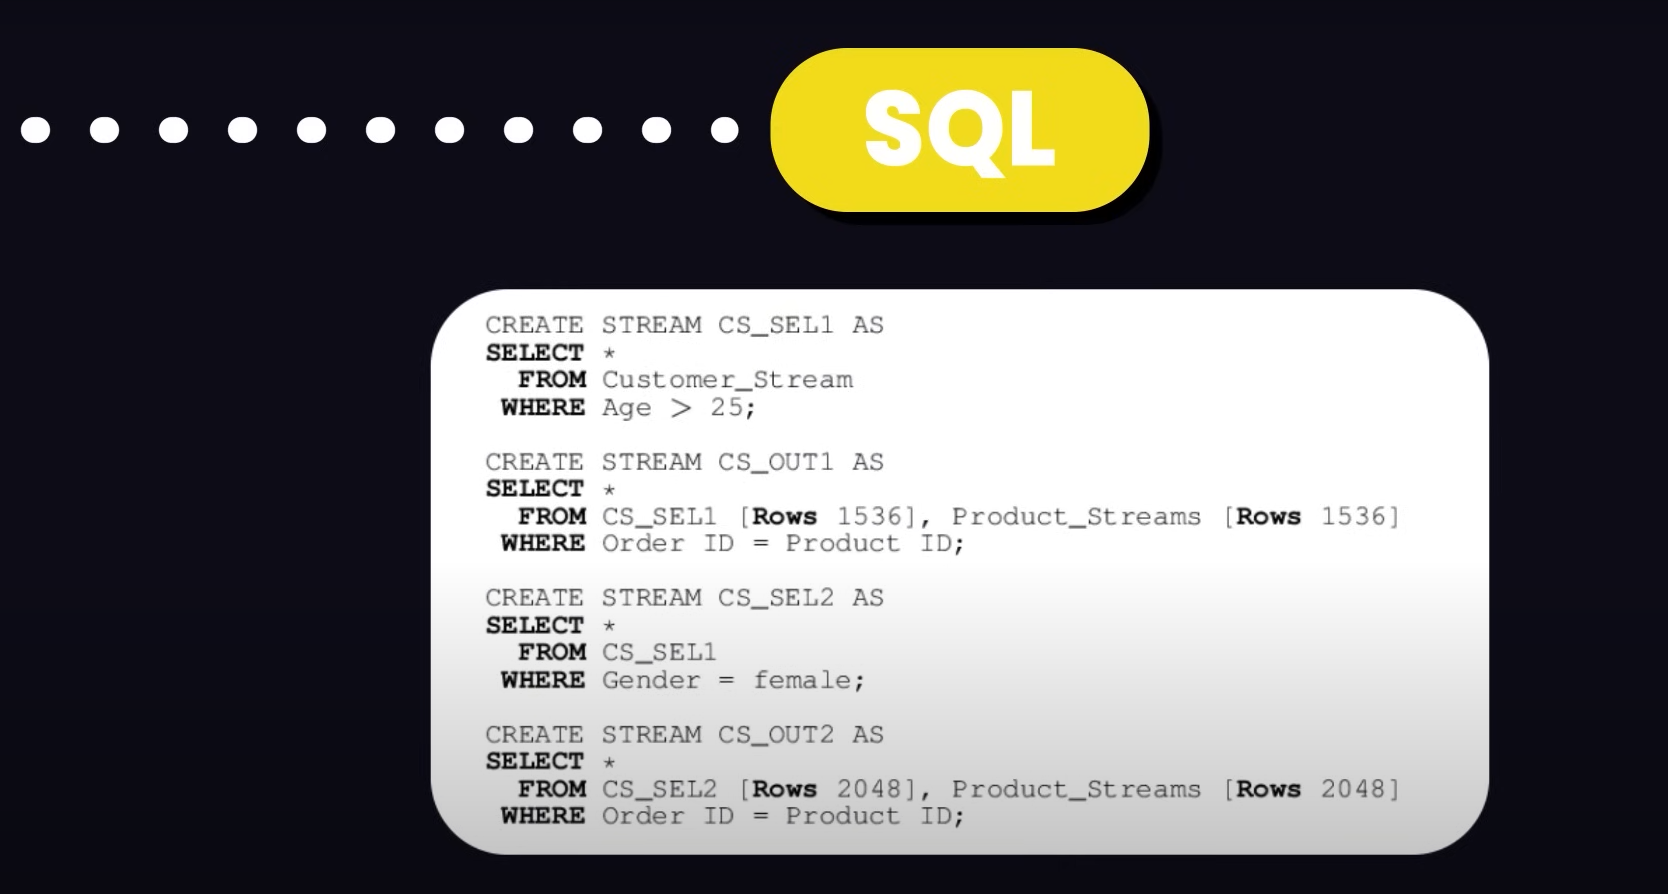 SQL
CREATE STREAM CS_SEL1 AS
SELECT *
FROM Customer_Stream
WHERE Age > 25;
CREATE STREAM CS_OUT1 AS
SELECT *
FROM CS_SEL1 [Rows 1536], Product_Streams [Rows 1536]
WHERE Order ID = Product ID;
CREATE STREAM CS_SEL2 AS
SELECT *
FROM CS_SEL1
WHERE Gender = female;
CREATE STREAM CS_OUT2 AS
SELECT *
FROM CS_SEL2 [Rows 2048], Product_Streams [Rows 2048]
WHERE Order ID = Product ID;